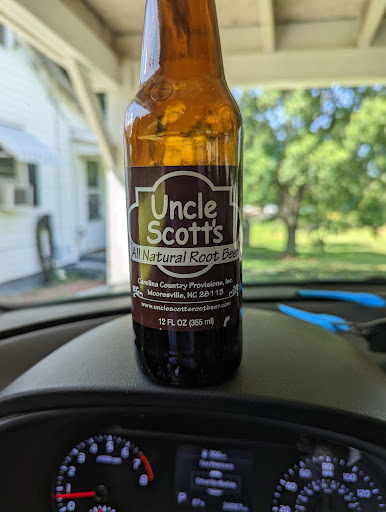 Uncle
Scott's
All Natural Root Beer
Carolina Country Provisions, Inc.
Mooresville, NC 28115
www.unclescottsrootbeer.com
12 FL OZ (355 ml)